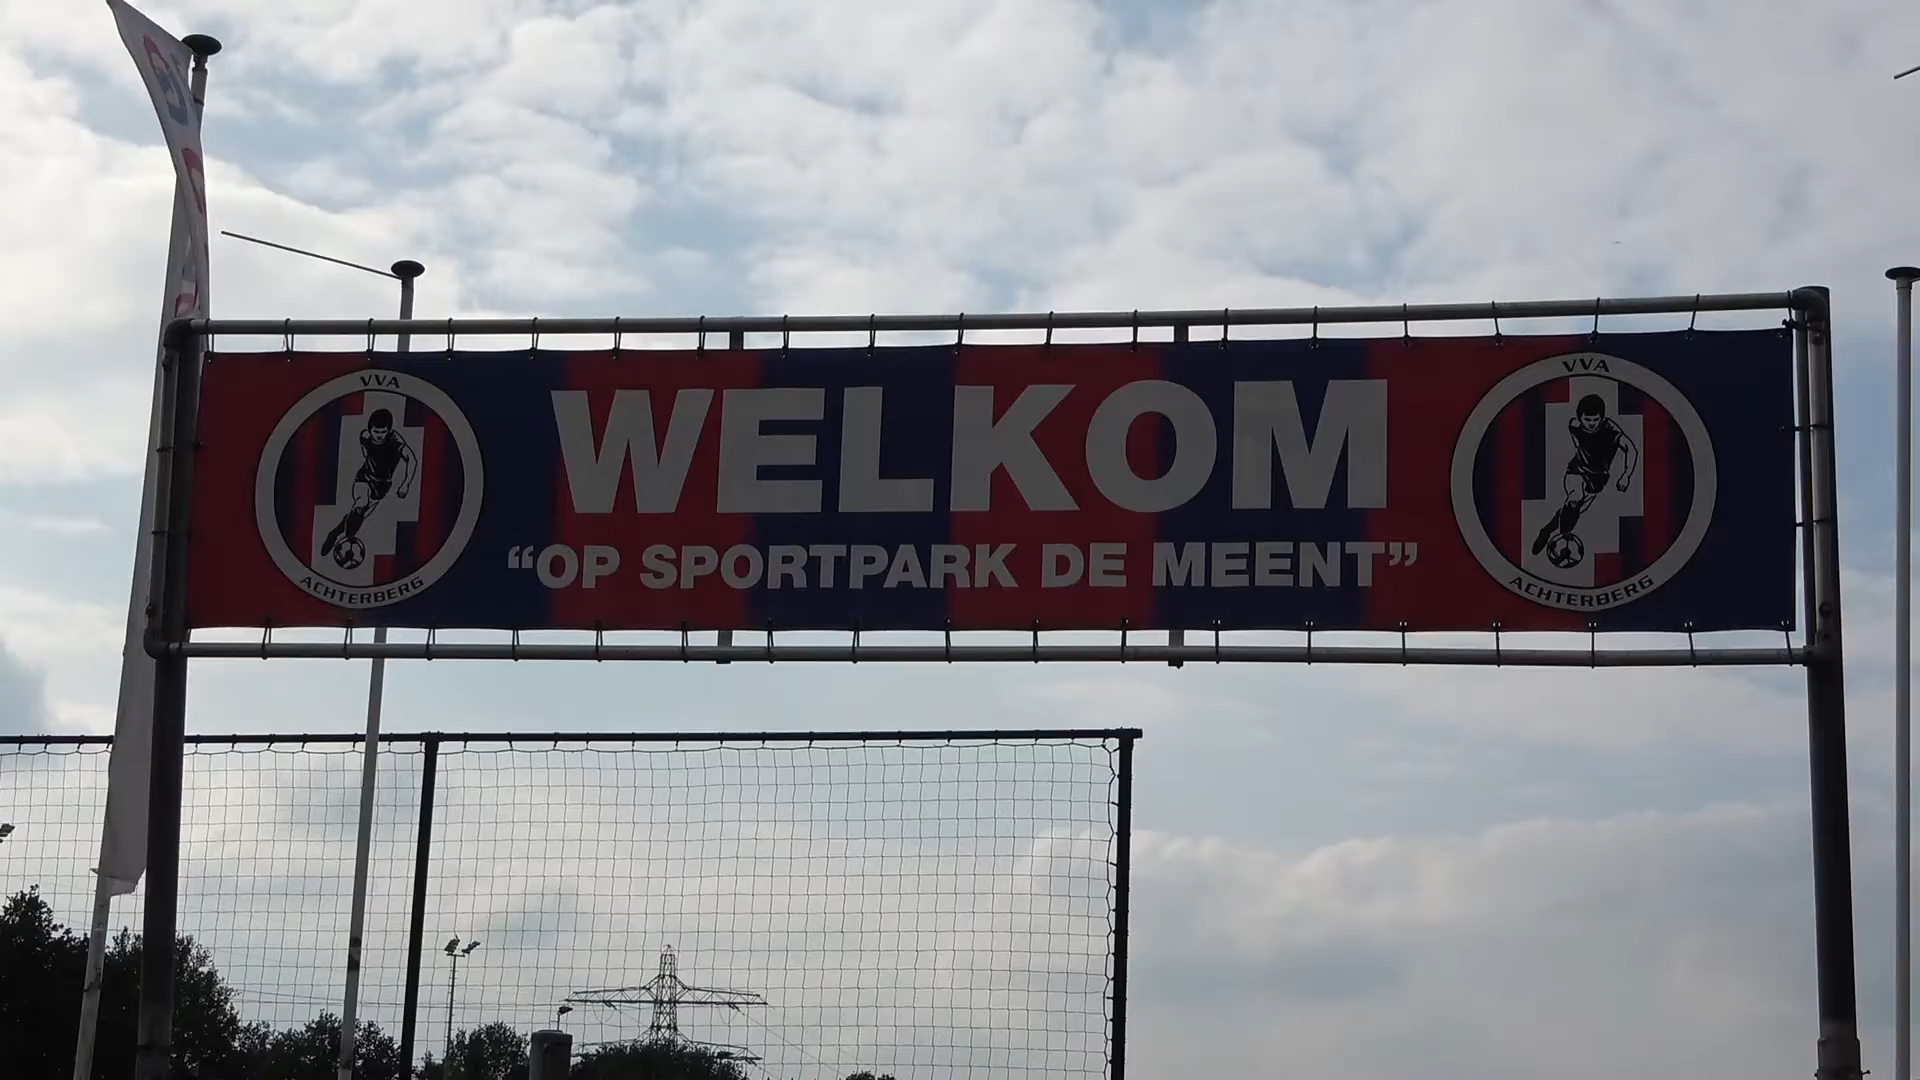 VVA
ACHTERBERG
WELKOM
“OP SPORTPARK DE MEENT”
VVA
ACHTERBERG